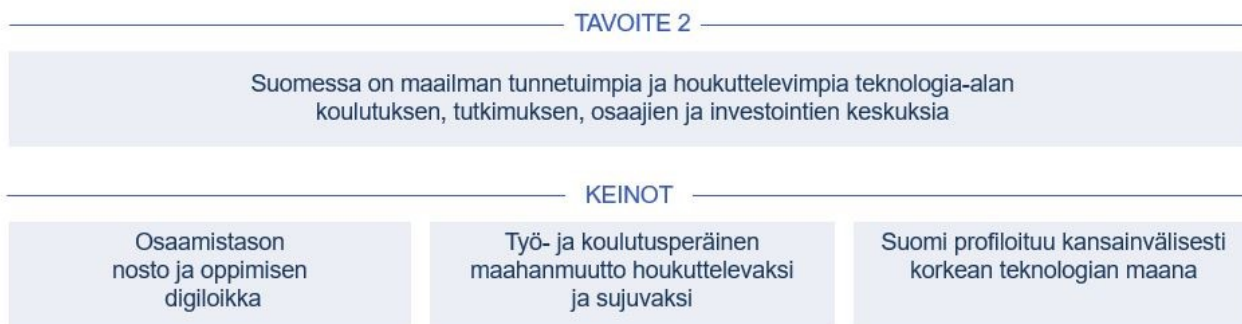 TAVOITE 2
Suomessa on maailman tunnetuimpia ja houkuttelevimpia teknologia-alan
koulutuksen, tutkimuksen, osaajien ja investointien keskuksia
KEINOT
Osaamistason
nosto ja oppimisen
digiloikka
Työ- ja koulutusperäinen
maahanmuutto houkuttelevaksi
ja sujuvaksi
Suomi profiloituu kansainvälisesti
korkean teknologian maana